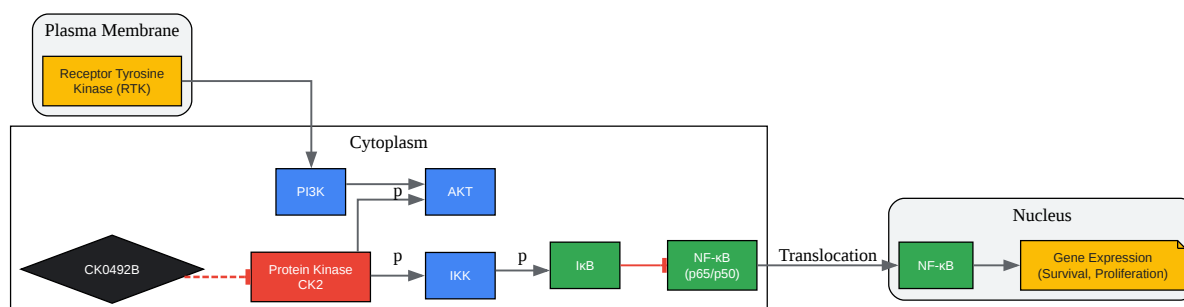 Plasma Membrane
Receptor Tyrosine
Kinase (RTK)
Cytoplasm
PI3K
p
AKT
CK0492B
Protein Kinase
CK2
p
IKK
p
IκB
NF-κB
(p65/p50)
Translocation
Nucleus
NF-κB
Gene Expression
(Survival, Proliferation)